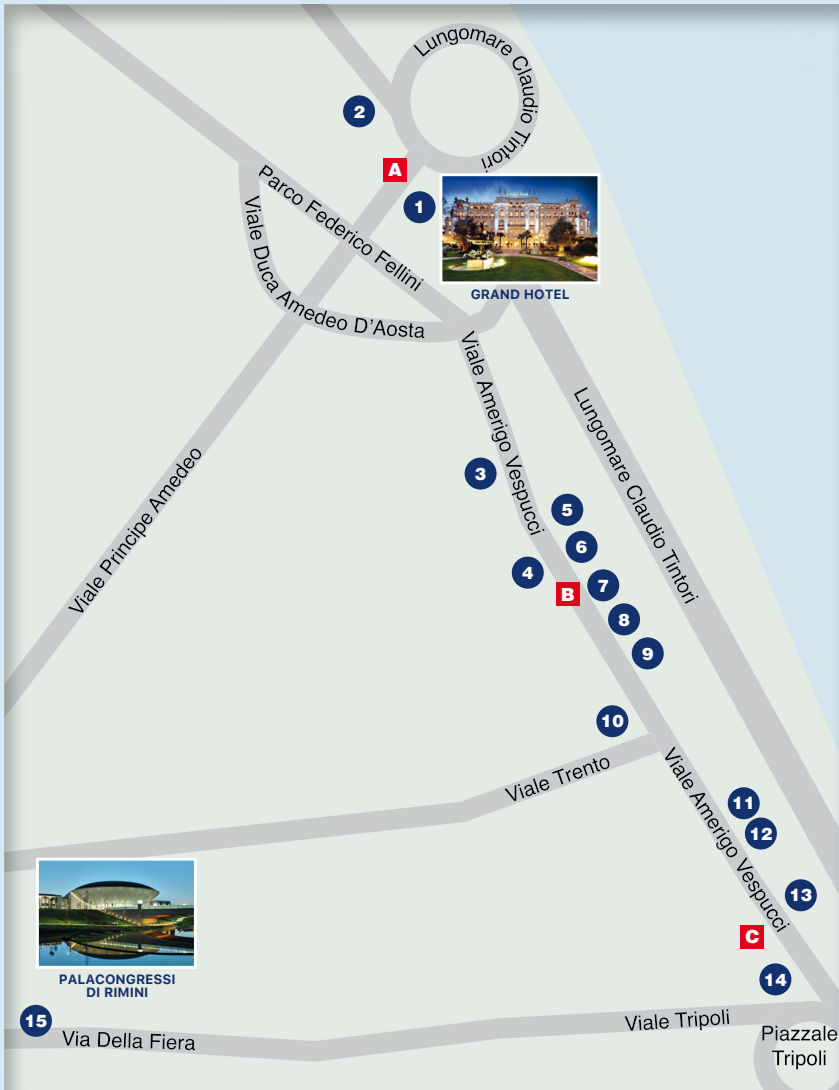 Lungomare Claudio Tintori
2
A
1
Parco Federico Fellini
GRAND HOTEL
Viale Duca Amedeo D'Aosta
Viale Amerigo Vespucci
Lungomare Claudio Tintori
3
Viale Principe Amedeo
5
6
4
7
B
8
9
10
Viale Trento
Viale Amerigo Vespucci
11
12
13
C
PALACONGRESSI
DI RIMINI
14
15
Via Della Fiera
Viale Tripoli
Piazzale
Tripoli